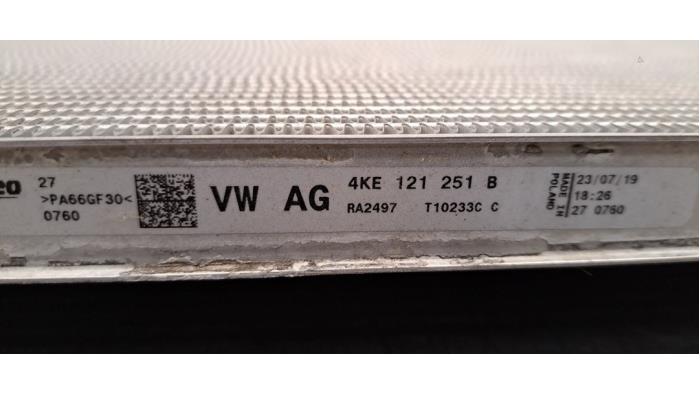 27
>PA66GF30<
0760
VW AG
4KE 121 251 B
RA2497 T10233C C
MADE IN
POLAND
23/07/19
18:26
27 0760